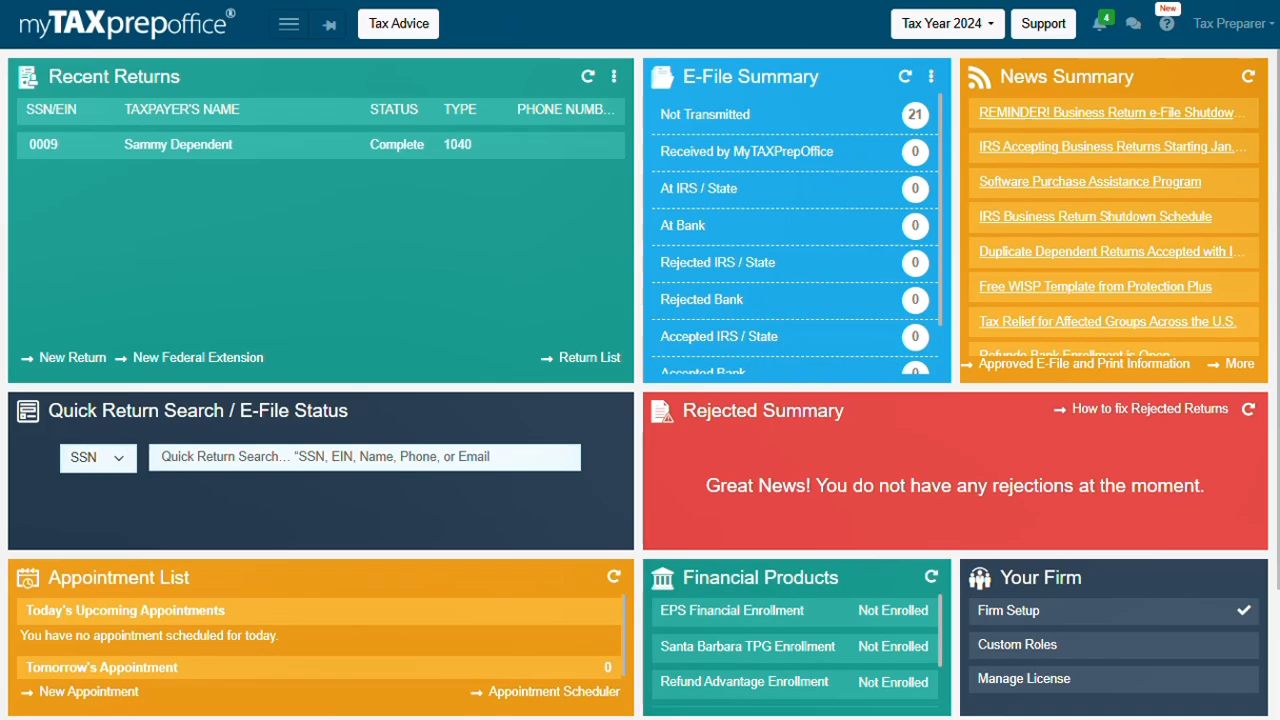 myTAXprepoffice®
Tax Advice
Tax Year 2024
Support
4
New
Tax Preparer
Recent Returns
SSN/EIN TAXPAYER'S NAME STATUS TYPE PHONE NUMB...
0009 Sammy Dependent Complete 1040
→ New Return → New Federal Extension → Return List
E-File Summary
Not Transmitted 21
Received by MyTAXPrepOffice 0
At IRS / State 0
At Bank 0
Rejected IRS / State 0
Rejected Bank 0
Accepted IRS / State 0
Accepted Bank 0
News Summary
REMINDER! Business Return e-File Shutdow...
IRS Accepting Business Returns Starting Jan....
Software Purchase Assistance Program
IRS Business Return Shutdown Schedule
Duplicate Dependent Returns Accepted with I...
Free WISP Template from Protection Plus
Tax Relief for Affected Groups Across the U.S.
Refundo Bank Enrollment is Open
→ Approved E-File and Print Information → More
Quick Return Search / E-File Status
SSN
Quick Return Search... "SSN, EIN, Name, Phone, or Email
Rejected Summary
→ How to fix Rejected Returns
Great News! You do not have any rejections at the moment.
Appointment List
Today's Upcoming Appointments
You have no appointment scheduled for today.
Tomorrow's Appointment 0
→ New Appointment → Appointment Scheduler
Financial Products
EPS Financial Enrollment Not Enrolled
Santa Barbara TPG Enrollment Not Enrolled
Refund Advantage Enrollment Not Enrolled
Your Firm
Firm Setup
Custom Roles
Manage License